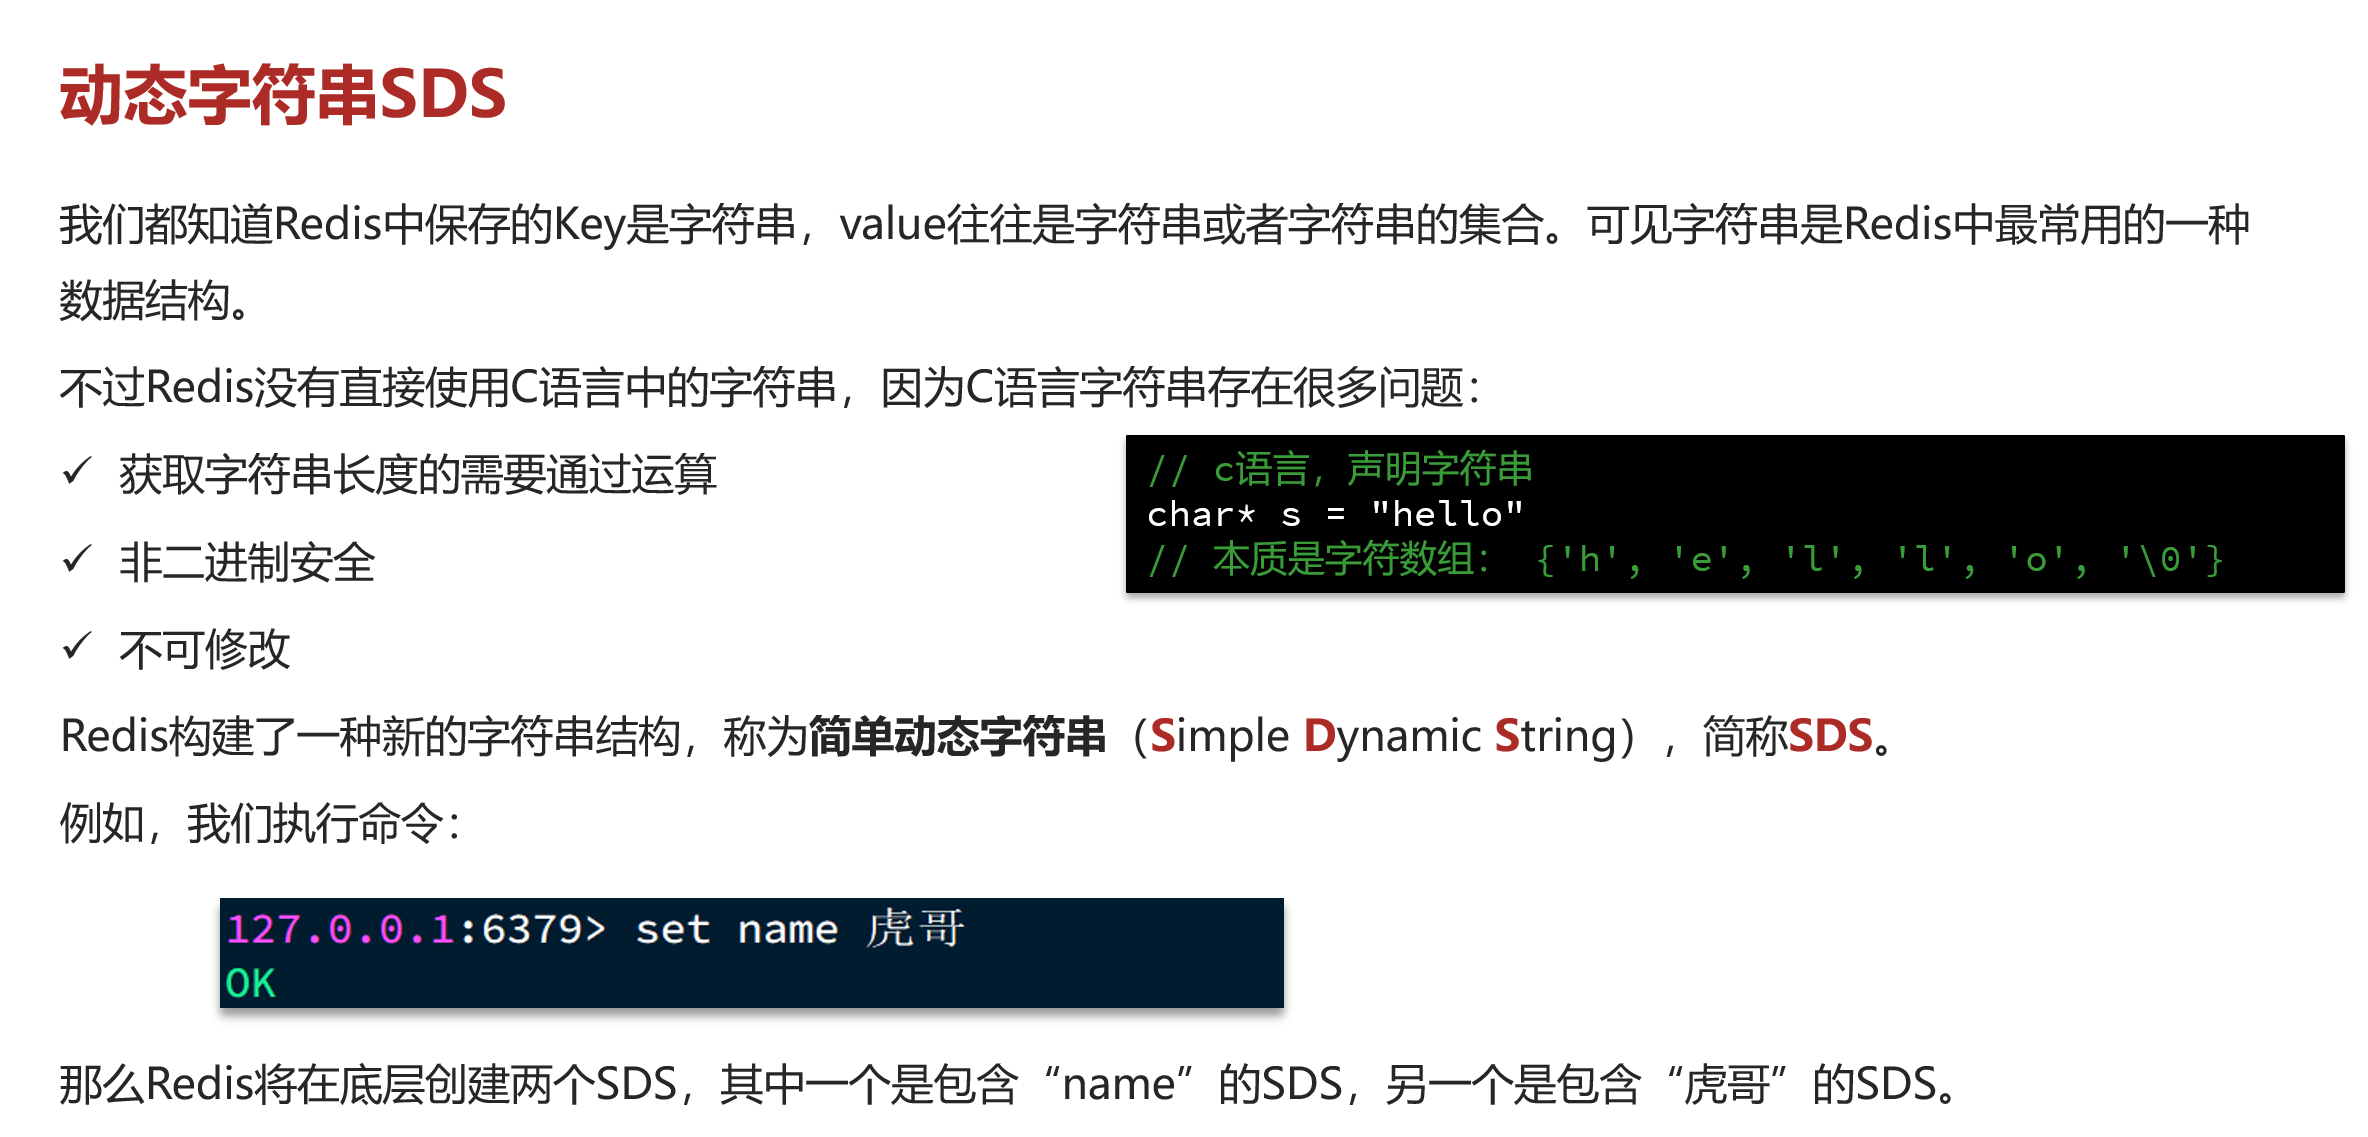 动态字符串SDS
我们都知道Redis中保存的Key是字符串，value往往是字符串或者字符串的集合。可见字符串是Redis中最常用的一种
数据结构。
不过Redis没有直接使用C语言中的字符串，因为C语言字符串存在很多问题：
✓ 获取字符串长度的需要通过运算
✓ 非二进制安全
✓ 不可修改
// c语言，声明字符串
char* s = "hello"
// 本质是字符数组： {'h', 'e', 'l', 'l', 'o', '\0'}
Redis构建了一种新的字符串结构，称为简单动态字符串（Simple Dynamic String），简称SDS。
例如，我们执行命令：
127.0.0.1:6379> set name 虎哥
OK
那么Redis将在底层创建两个SDS，其中一个是包含“name”的SDS，另一个是包含“虎哥”的SDS。